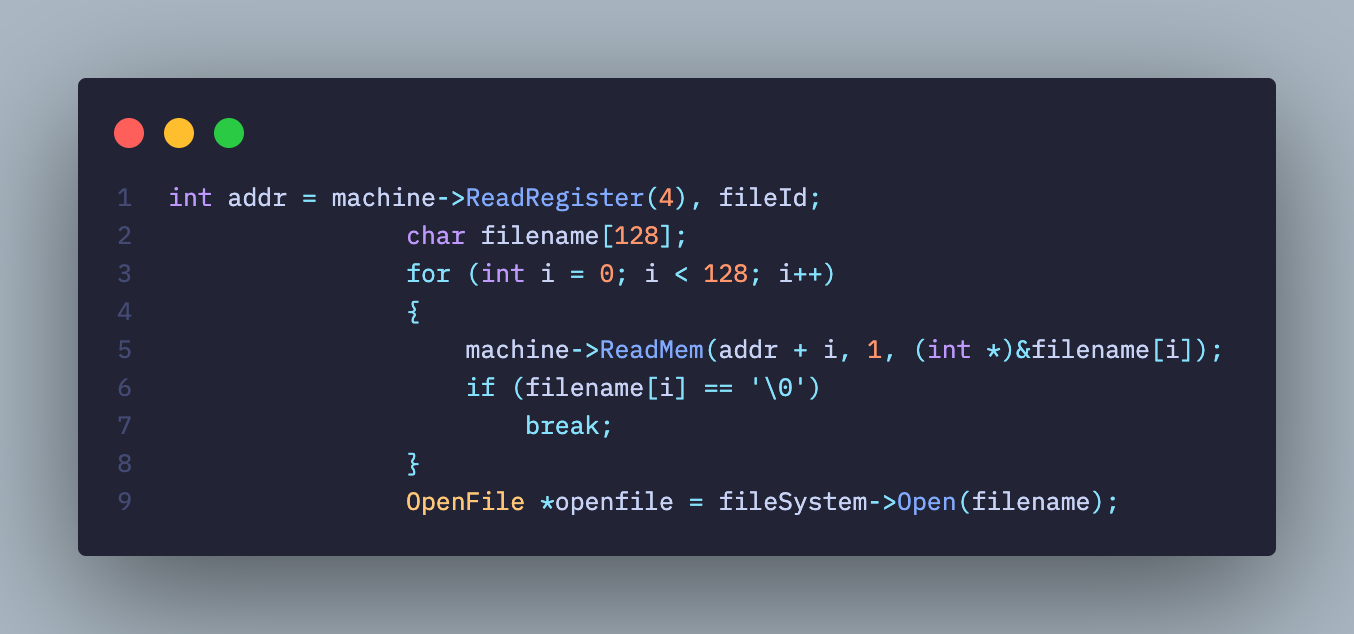 1 int addr = machine->ReadRegister(4), fileId;
2 char filename[128];
3 for (int i = 0; i < 128; i++)
4 {
5 machine->ReadMem(addr + i, 1, (int *)&filename[i]);
6 if (filename[i] == '\0')
7 break;
8 }
9 OpenFile *openfile = fileSystem->Open(filename);